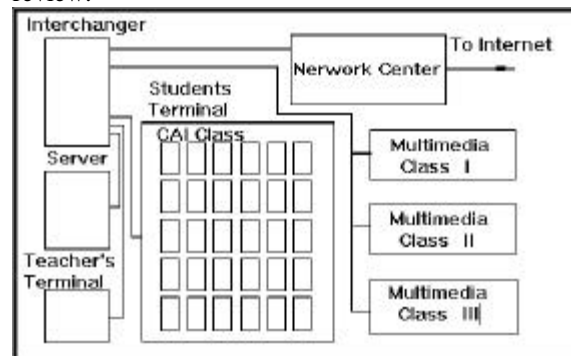 Interchanger
To Internet
Nerwork Center
Students
Terminal
CAI Class
Server
Teacher's
Terminal
Multimedia
Class I
Multimedia
Class II
Multimedia
Class III